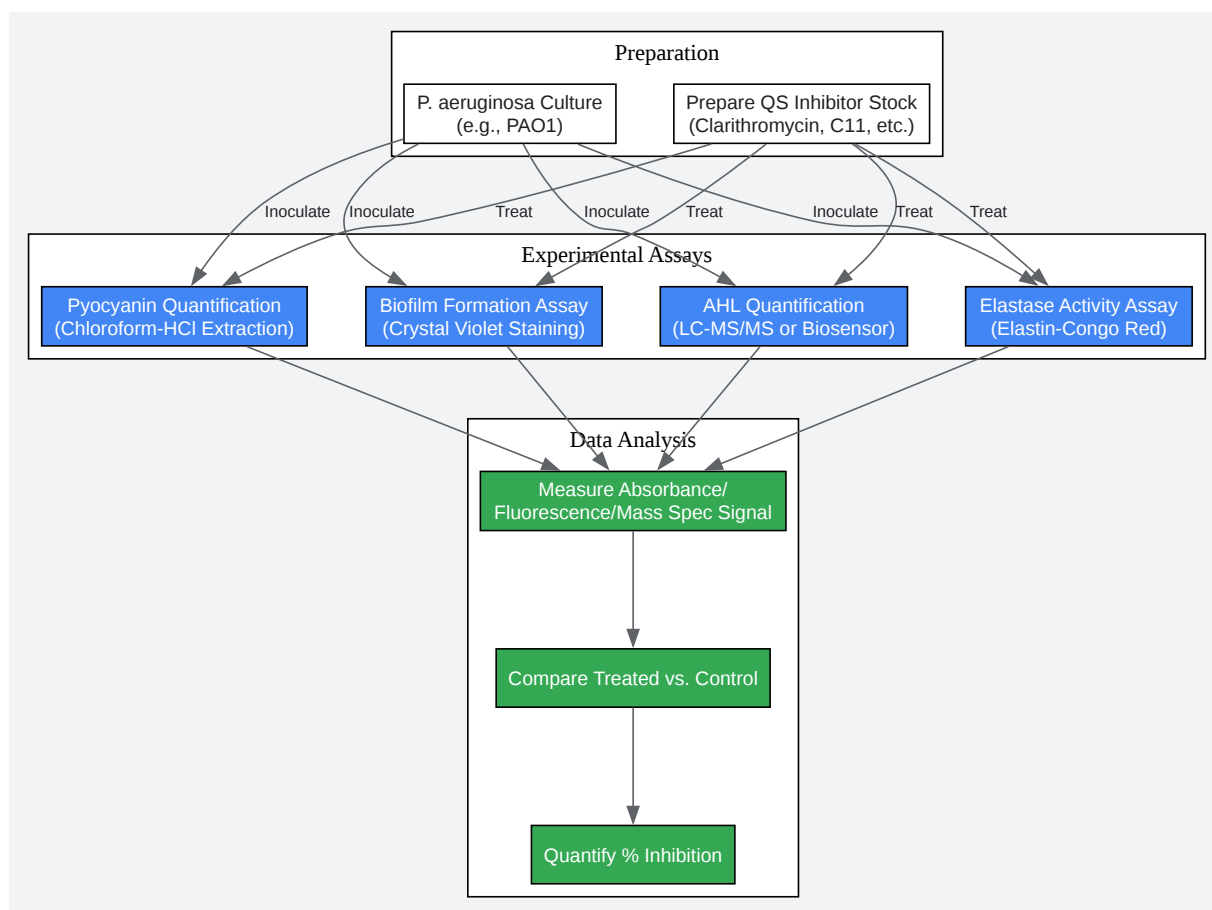 Preparation
P. aeruginosa Culture
(e.g., PAO1)
Prepare QS Inhibitor Stock
(Clarithromycin, C11, etc.)
Inoculate
Inoculate
Treat
Inoculate
Treat
Inoculate
Treat
Treat
Experimental Assays
Pyocyanin Quantification
(Chloroform-HCl Extraction)
Biofilm Formation Assay
(Crystal Violet Staining)
AHL Quantification
(LC-MS/MS or Biosensor)
Elastase Activity Assay
(Elastin-Congo Red)
Data Analysis
Measure Absorbance/
Fluorescence/Mass Spec Signal
Compare Treated vs. Control
Quantify % Inhibition